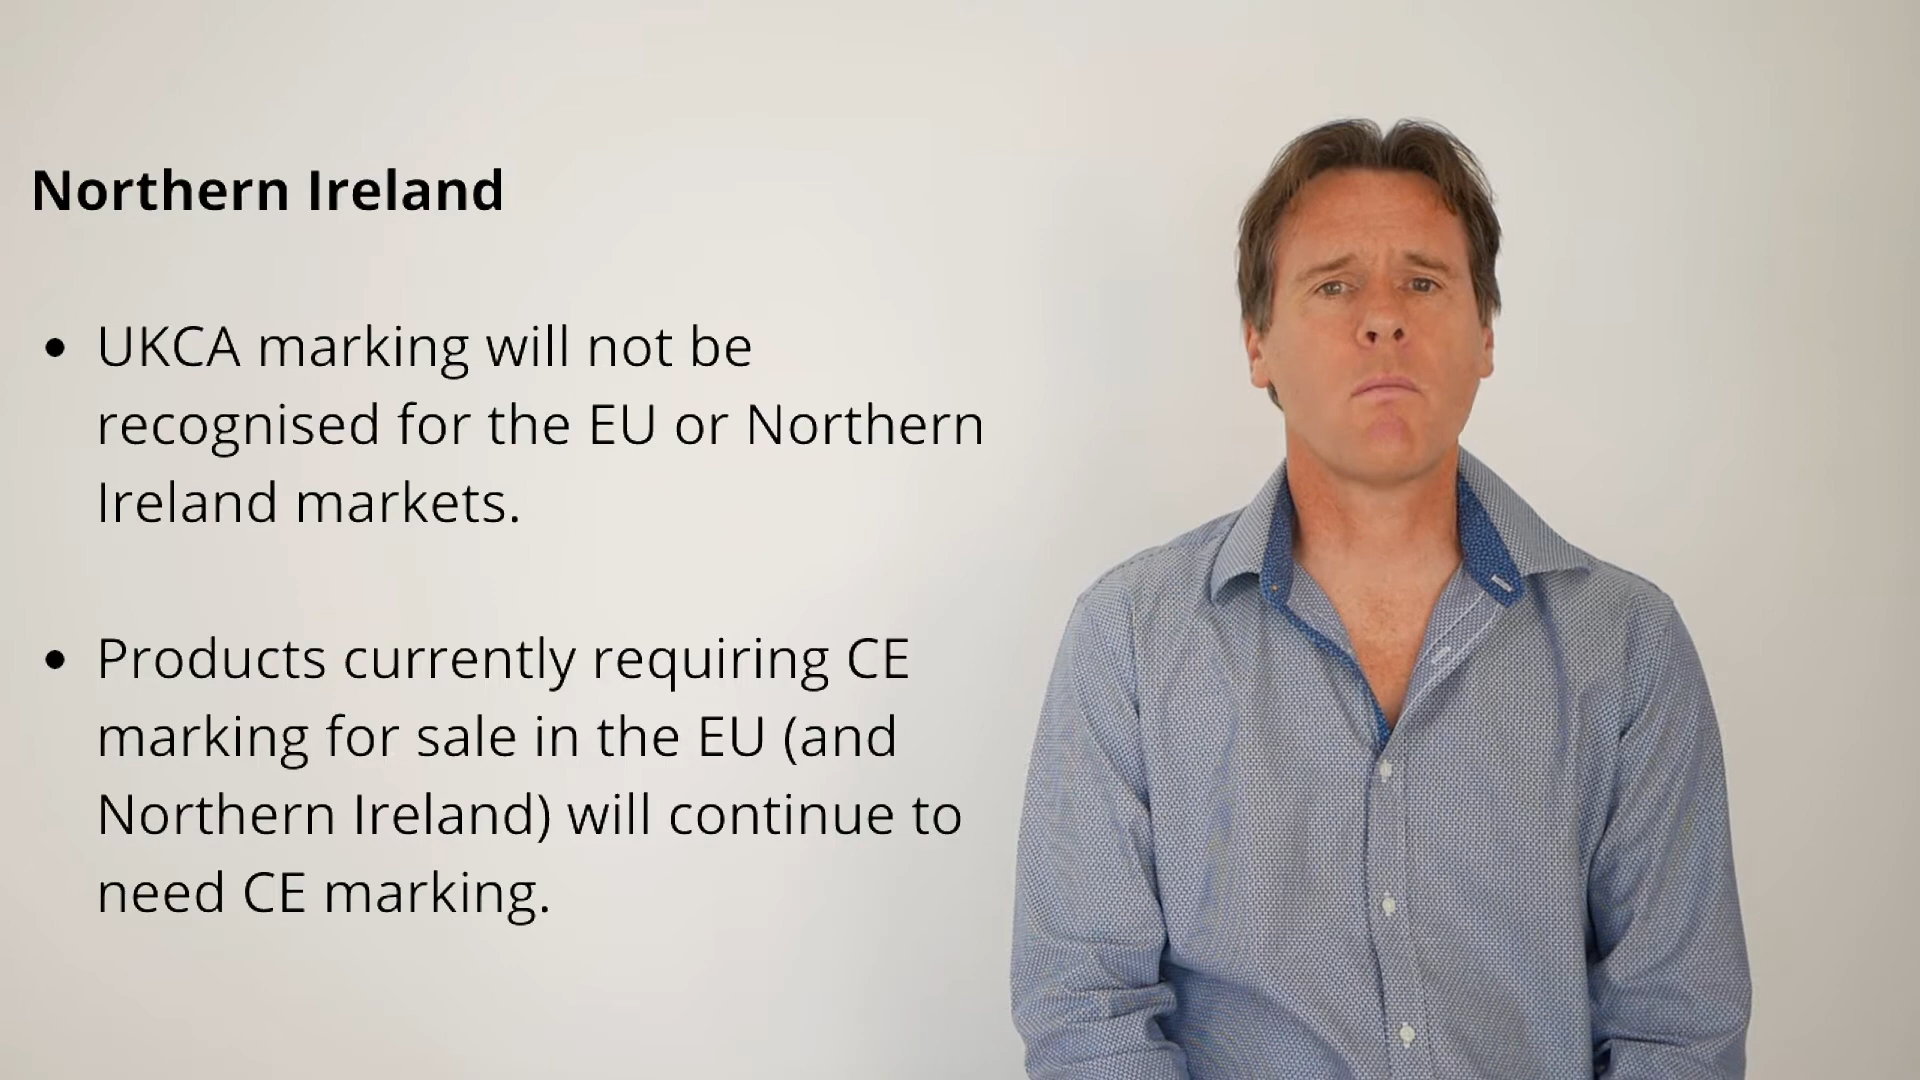 Northern Ireland
• UKCA marking will not be
recognised for the EU or Northern
Ireland markets.
• Products currently requiring CE
marking for sale in the EU (and
Northern Ireland) will continue to
need CE marking.